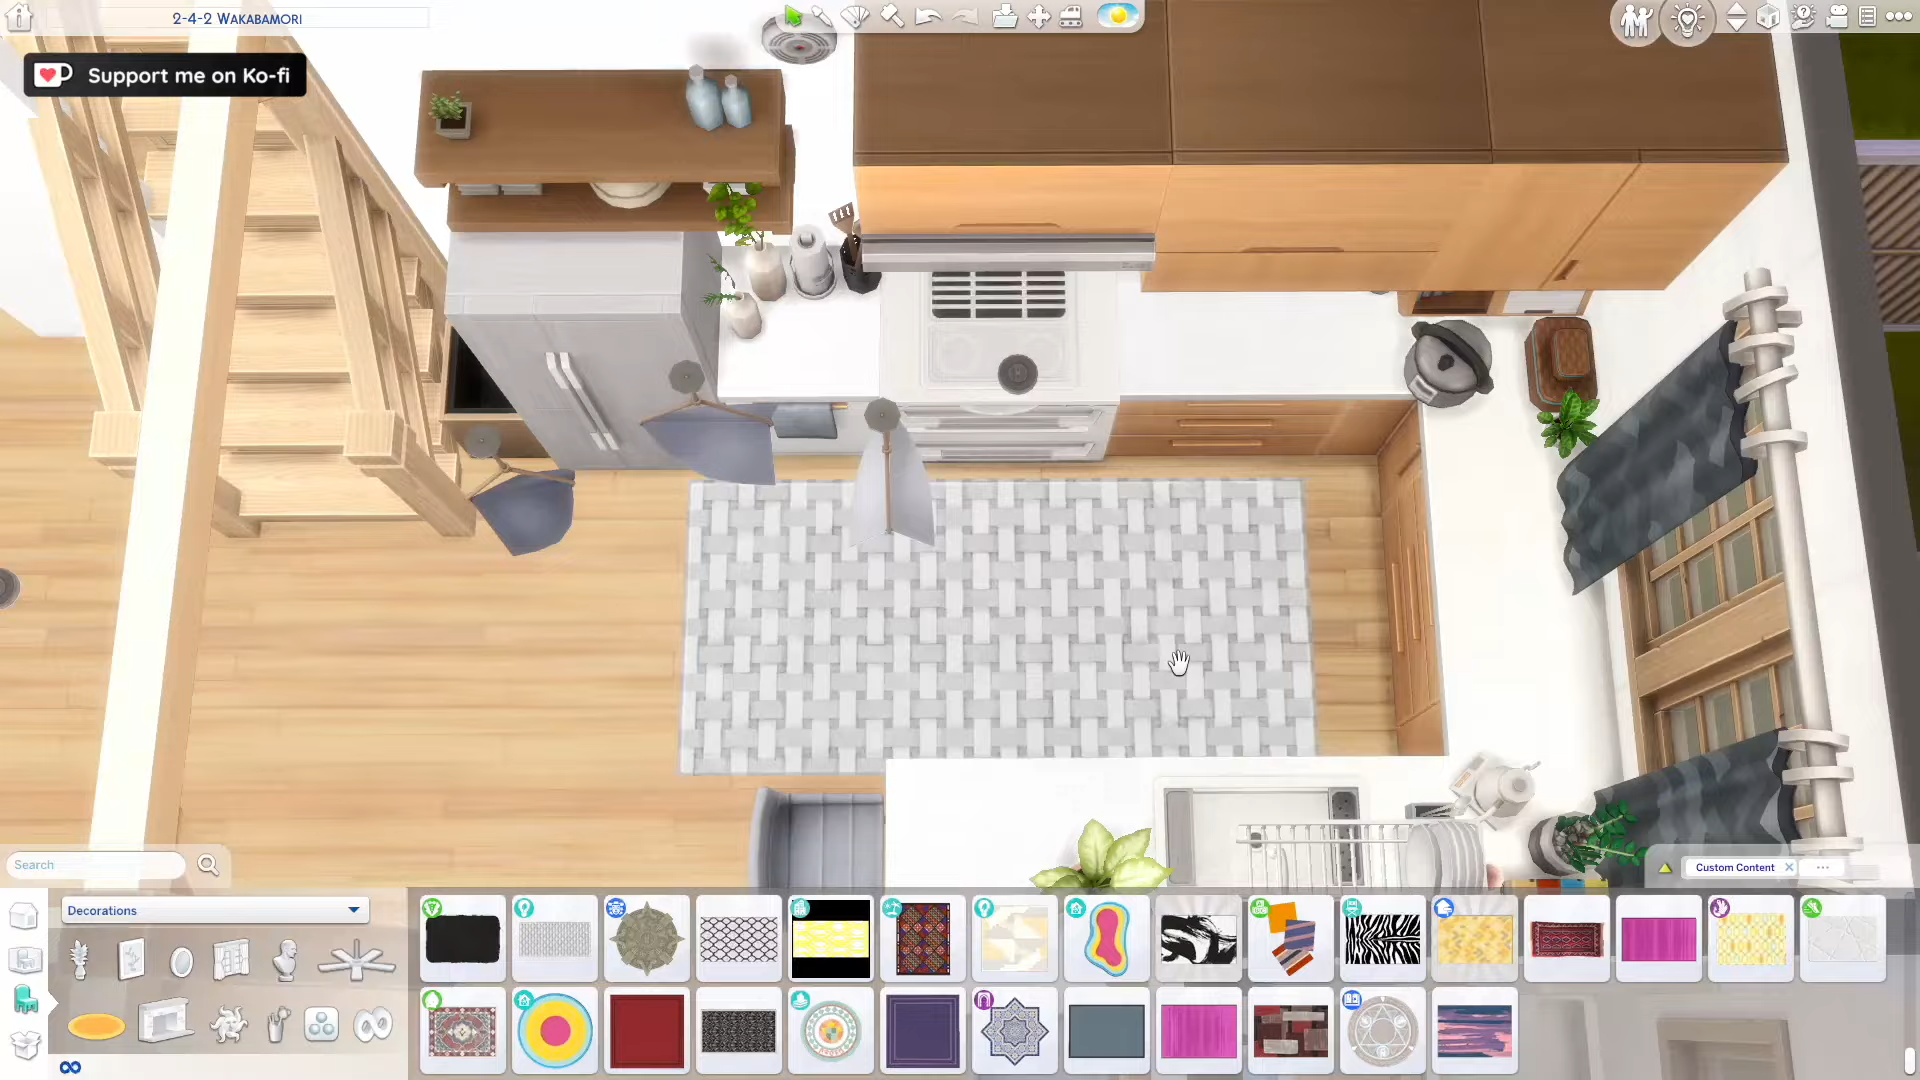 2-4-2 WAKABAMORI
Support me on Ko-fi
Search
Custom Content
Decorations